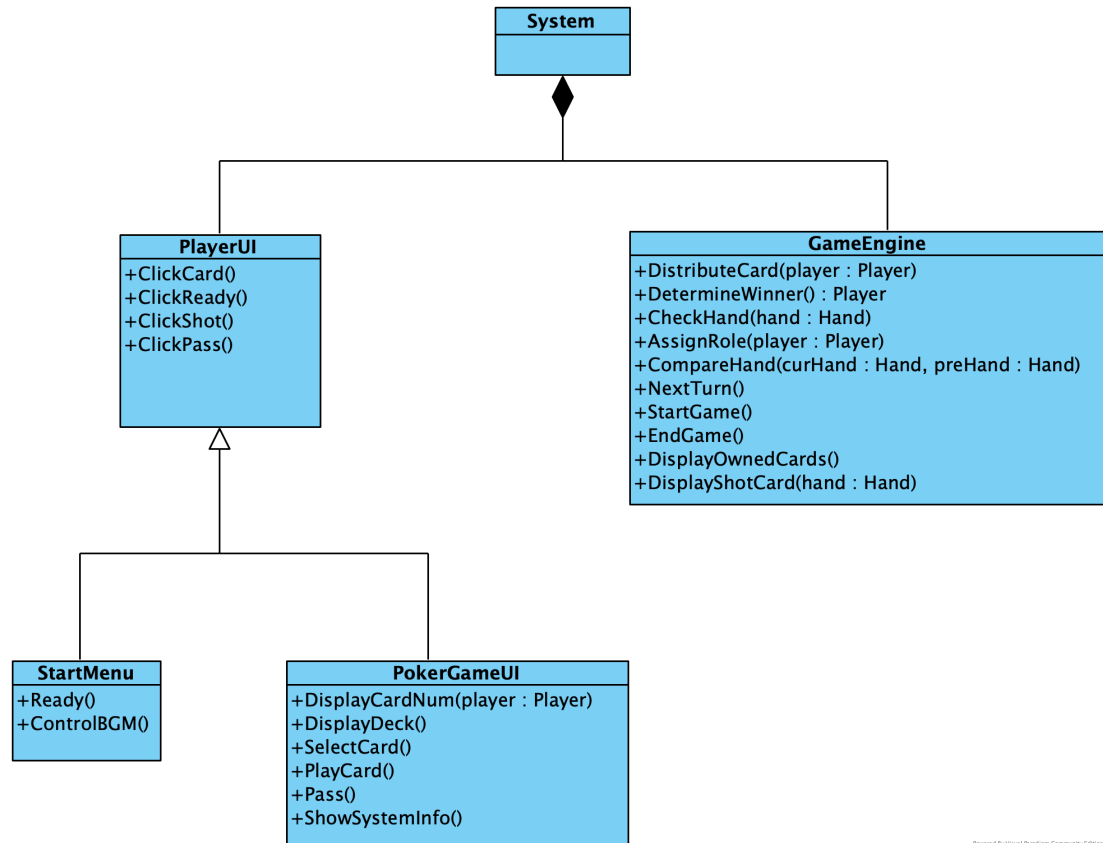 System
PlayerUI
+ClickCard()
+ClickReady()
+ClickShot()
+ClickPass()
GameEngine
+DistributeCard(player : Player)
+DetermineWinner() : Player
+CheckHand(hand : Hand)
+AssignRole(player : Player)
+CompareHand(curHand : Hand, preHand : Hand)
+NextTurn()
+StartGame()
+EndGame()
+DisplayOwnedCards()
+DisplayShotCard(hand : Hand)
StartMenu
+Ready()
+ControlBGM()
PokerGameUI
+DisplayCardNum(player : Player)
+DisplayDeck()
+SelectCard()
+PlayCard()
+Pass()
+ShowSystemInfo()